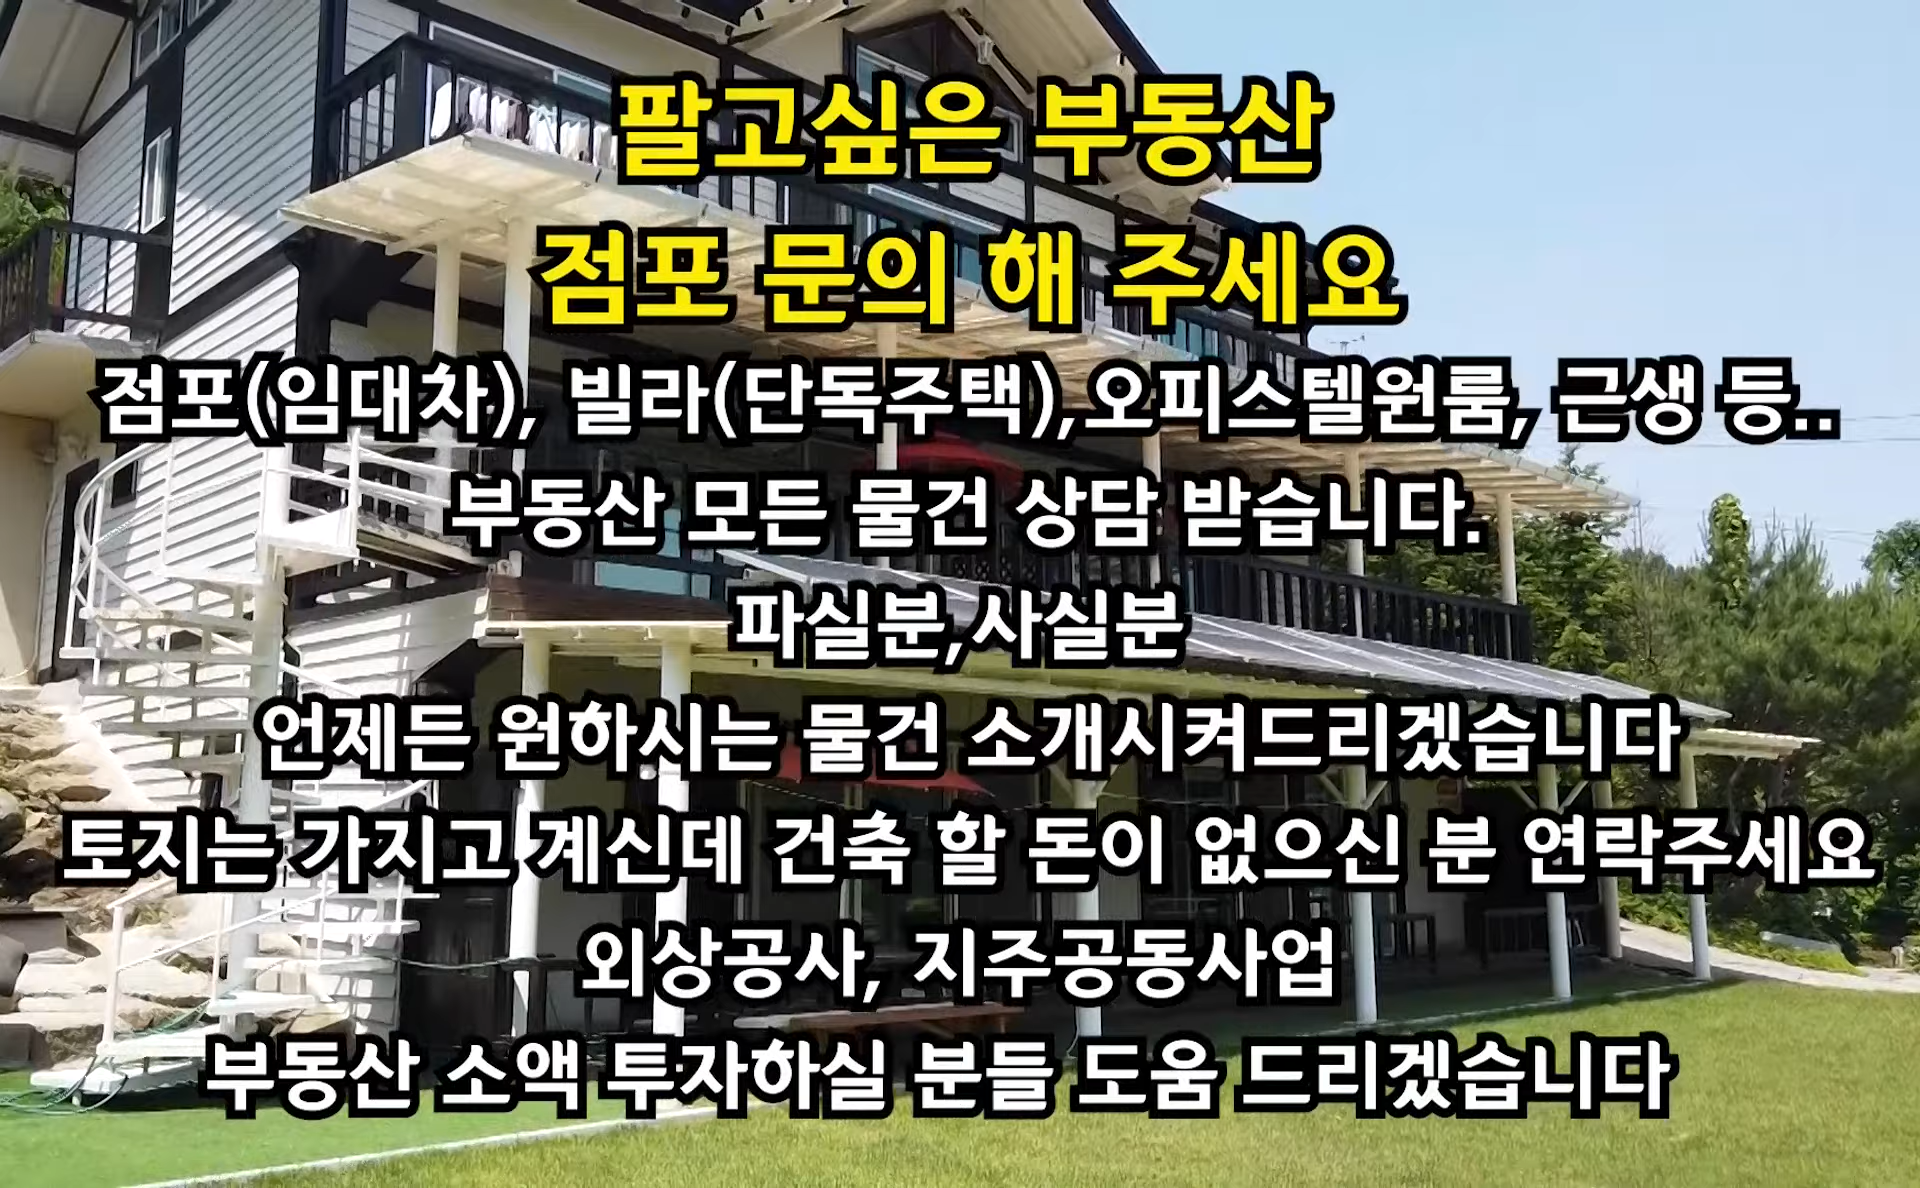 팔고싶은 부동산
점포 문의 해 주세요
점포(임대차), 빌라(단독주택),오피스텔원룸, 근생 등..
부동산 모든 물건 상담 받습니다.
파실분,사실분
언제든 원하시는 물건 소개시켜드리겠습니다
토지는 가지고 계신데 건축 할 돈이 없으신 분 연락주세요
외상공사, 지주공동사업
부동산 소액 투자하실 분들 도움 드리겠습니다